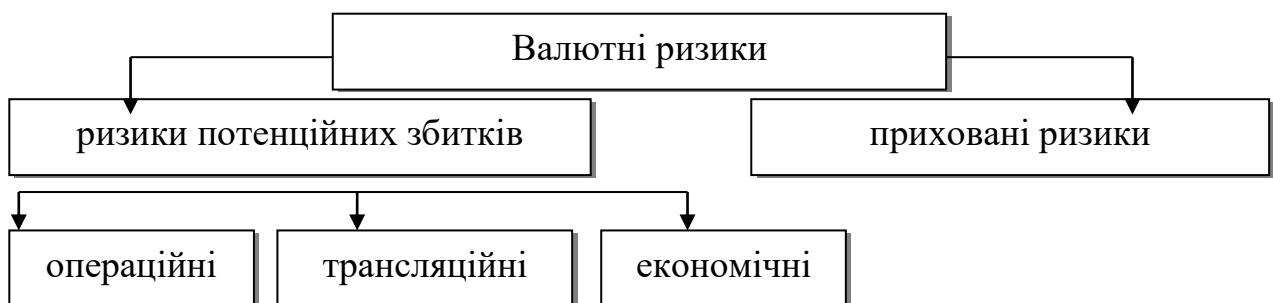 Валютні ризики
ризики потенційних збитків
приховані ризики
операційні
трансляційні
економічні